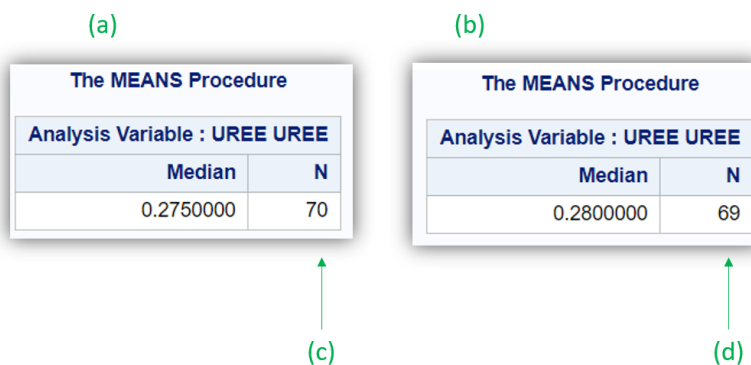 (a)
The MEANS Procedure
Analysis Variable : UREE UREE
Median N
0.2750000 70
(c)
(b)
The MEANS Procedure
Analysis Variable : UREE UREE
Median N
0.2800000 69
(d)